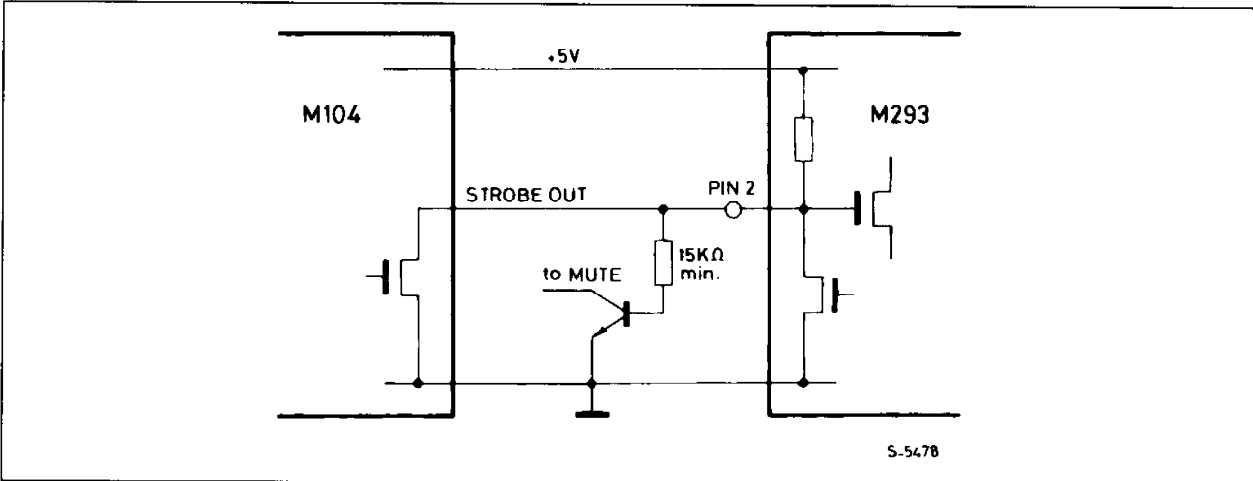 +5V
M104
M293
STROBE OUT
PIN 2
15KΩ
min.
to MUTE
S-5478